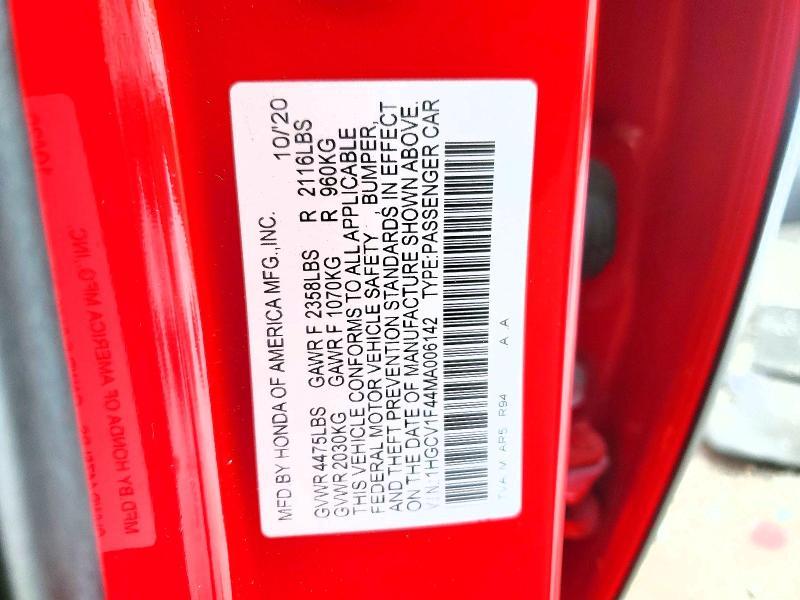 MFD BY HONDA OF AMERICA MFG., INC. 10/'20
GVWR 4475LBS GAWR F 2358LBS R 2116LBS
GVWR 2030KG GAWR F 1070KG R 960KG
THIS VEHICLE CONFORMS TO ALL APPLICABLE
FEDERAL MOTOR VEHICLE SAFETY, BUMPER,
AND THEFT PREVENTION STANDARDS IN EFFECT
ON THE DATE OF MANUFACTURE SHOWN ABOVE.
V.I.N.:1HGCV1F44MA006142 TYPE:PASSENGER CAR
TVA M AR5 R94 A A
MFD BY HONDA OF AMERICA MFG., INC